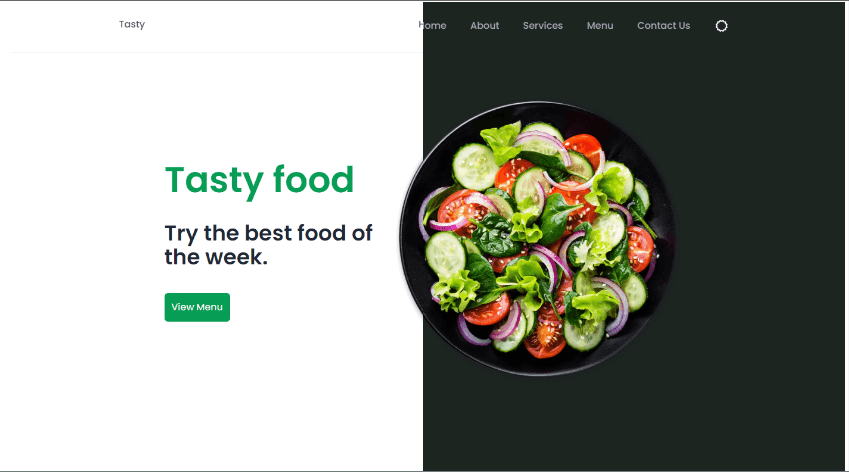 Tasty
Home About Services Menu Contact Us
Tasty food
Try the best food of
the week.
View Menu